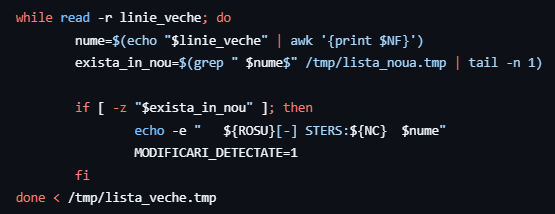 while read -r linie_veche; do
nume=$(echo "$linie_veche" | awk '{print $NF}')
exista_in_nou=$(grep " $nume$" /tmp/lista_noua.tmp | tail -n 1)
if [ -z "$exista_in_nou" ]; then
echo -e "   ${ROSU}[-] STERS:${NC}  $nume"
MODIFICARI_DETECTATE=1
fi
done < /tmp/lista_veche.tmp